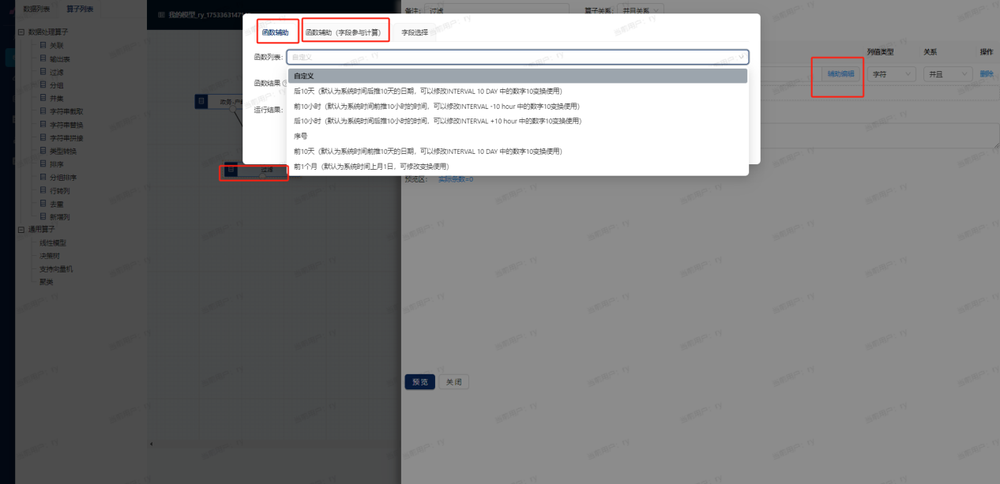 数据列表 算子列表
数据处理算子
关联
输出表
过滤
分组
并集
字符串截取
字符串替换
字符串拼接
类型转换
排序
分组排序
行转列
去重
新增列
通用算子
线性模型
决策树
支持向量机
聚类
我的模型_ry_1753363147
过滤
备注: 过滤 算子关系: 并且关系
函数辅助 函数辅助（字段参与计算） 字段选择
函数列表: 自定义
函数结果
运行结果:
自定义
后10天（默认为系统时间后推10天的日期，可以修改INTERVAL 10 DAY 中的数字10变换使用）
前10小时（默认为系统时间前推10小时的时间，可以修改INTERVAL -10 hour 中的数字10变换使用）
后10小时（默认为系统时间后推10小时的时间，可以修改INTERVAL +10 hour 中的数字10变换使用）
序号
前10天（默认为系统时间前推10天的日期，可以修改INTERVAL 10 DAY 中的数字10变换使用）
前1个月（默认为系统时间上月1日，可修改变换使用）
列值类型 关系 操作
辅助编辑 字符 并且 删除
预览区: 实际条数=0
预览 关闭
当前用户: ry